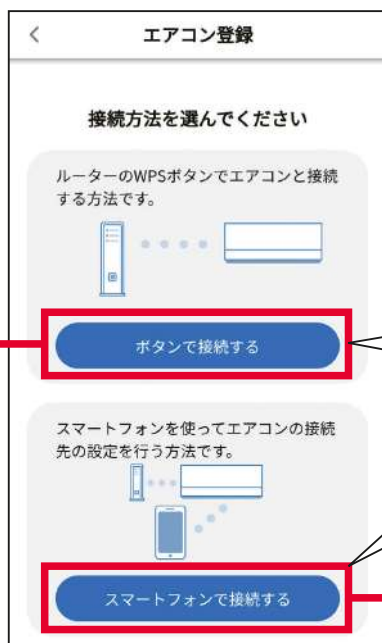 エアコン登録
接続方法を選んでください
ルーターのWPSボタンでエアコンと接続
する方法です。
ボタンで接続する
スマートフォンを使ってエアコンの接続
先の設定を行う方法です。
スマートフォンで接続する